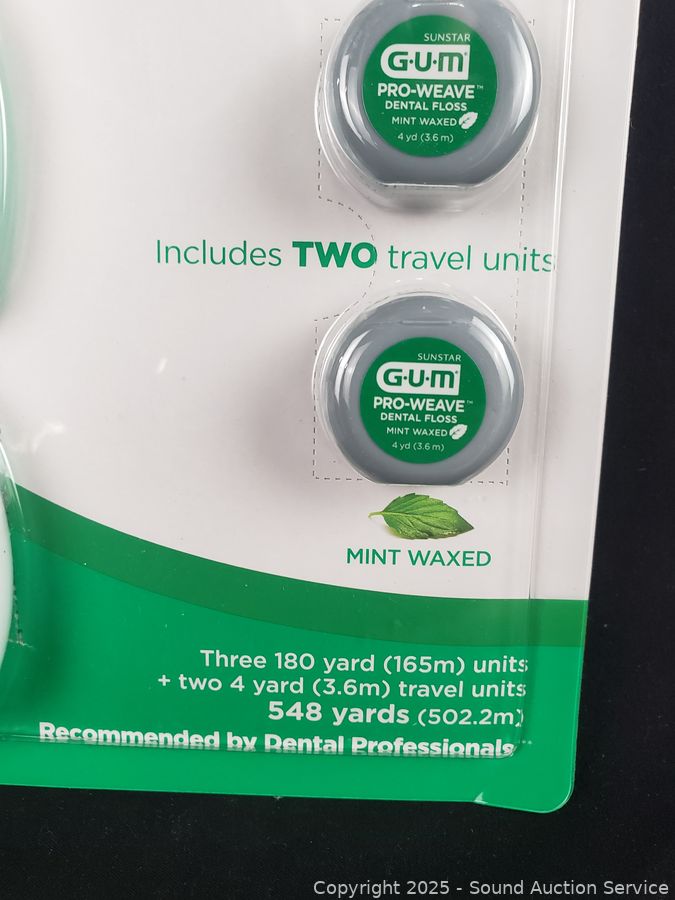 SUNSTAR
G·U·M
PRO-WEAVE™
DENTAL FLOSS
MINT WAXED
4 yd (3.6 m)
Includes TWO travel units
SUNSTAR
G·U·M
PRO-WEAVE™
DENTAL FLOSS
MINT WAXED
4 yd (3.6 m)
MINT WAXED
Three 180 yard (165m) units
+ two 4 yard (3.6m) travel units
548 yards (502.2m)
Recommended by Dental Professionals
Copyright 2025 - Sound Auction Service